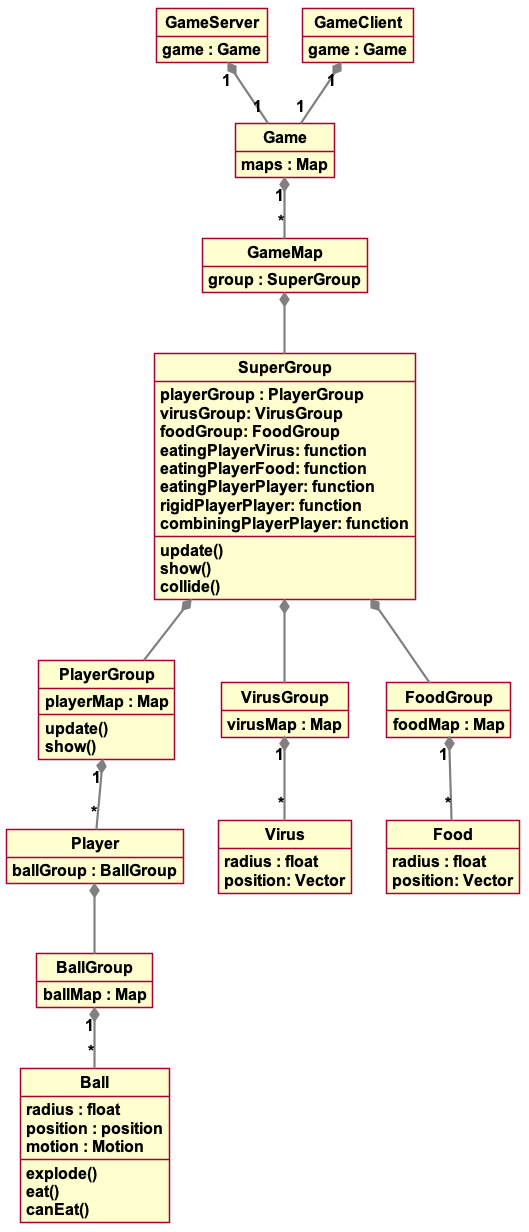 GameServer
game : Game
GameClient
game : Game
1
1
1
1
Game
maps : Map
1
*
GameMap
group : SuperGroup
SuperGroup
playerGroup : PlayerGroup
virusGroup: VirusGroup
foodGroup: FoodGroup
eatingPlayerVirus: function
eatingPlayerFood: function
eatingPlayerPlayer: function
rigidPlayerPlayer: function
combiningPlayerPlayer: function
update()
show()
collide()
PlayerGroup
playerMap : Map
update()
show()
VirusGroup
virusMap : Map
FoodGroup
foodMap : Map
1
*
1
*
1
*
Player
ballGroup : BallGroup
Virus
radius : float
position: Vector
Food
radius : float
position: Vector
BallGroup
ballMap : Map
1
*
Ball
radius : float
position : position
motion : Motion
explode()
eat()
canEat()